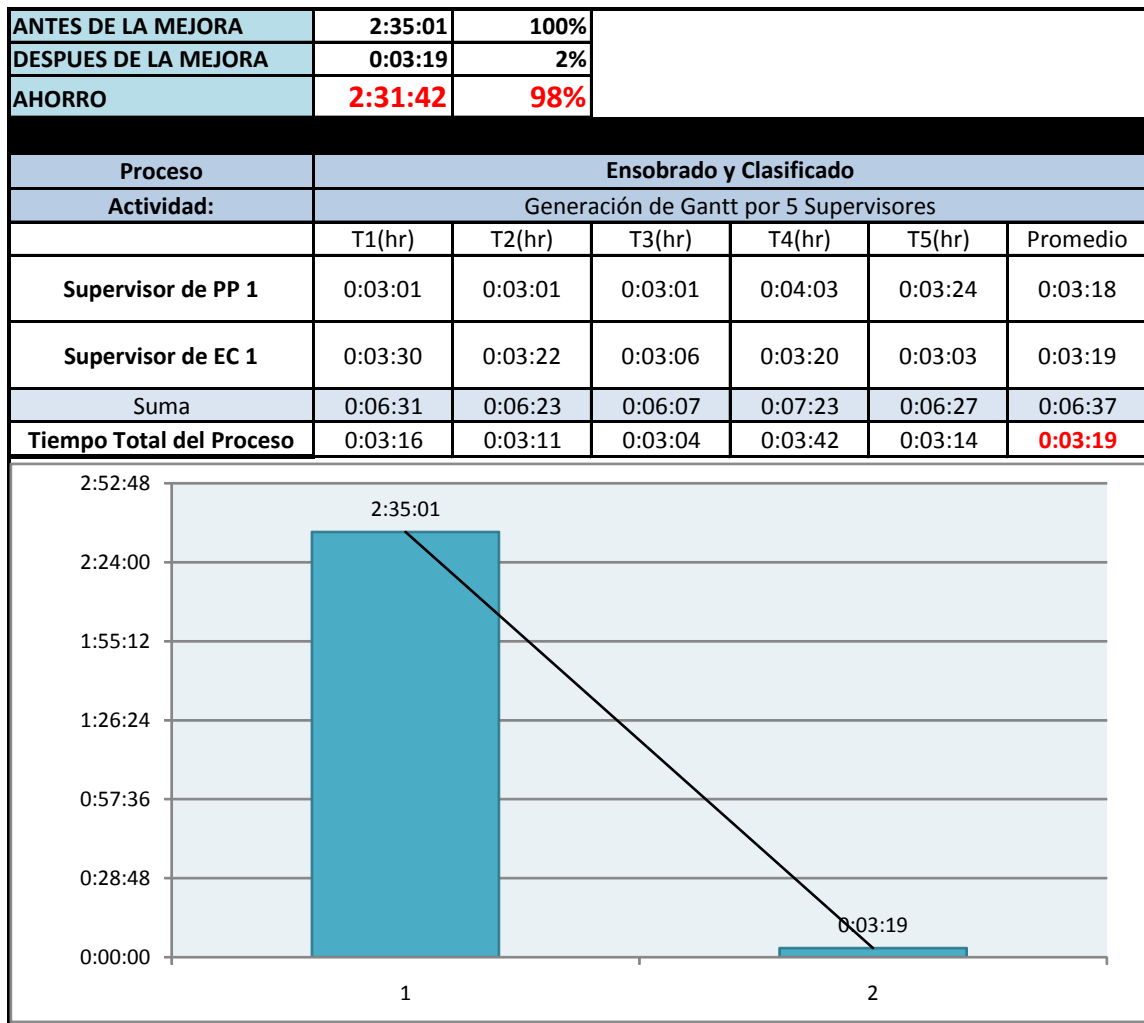 ANTES DE LA MEJORA 2:35:01 100%
DESPUES DE LA MEJORA 0:03:19 2%
AHORRO 2:31:42 98%
Proceso Ensobrado y Clasificado
Actividad: Generación de Gantt por 5 Supervisores
T1(hr) T2(hr) T3(hr) T4(hr) T5(hr) Promedio
Supervisor de PP 1 0:03:01 0:03:01 0:03:01 0:04:03 0:03:24 0:03:18
Supervisor de EC 1 0:03:30 0:03:22 0:03:06 0:03:20 0:03:03 0:03:19
Suma 0:06:31 0:06:23 0:06:07 0:07:23 0:06:27 0:06:37
Tiempo Total del Proceso 0:03:16 0:03:11 0:03:04 0:03:42 0:03:14 0:03:19
2:52:48
2:35:01
2:24:00
1:55:12
1:26:24
0:57:36
0:28:48
0:03:19
0:00:00
1 2